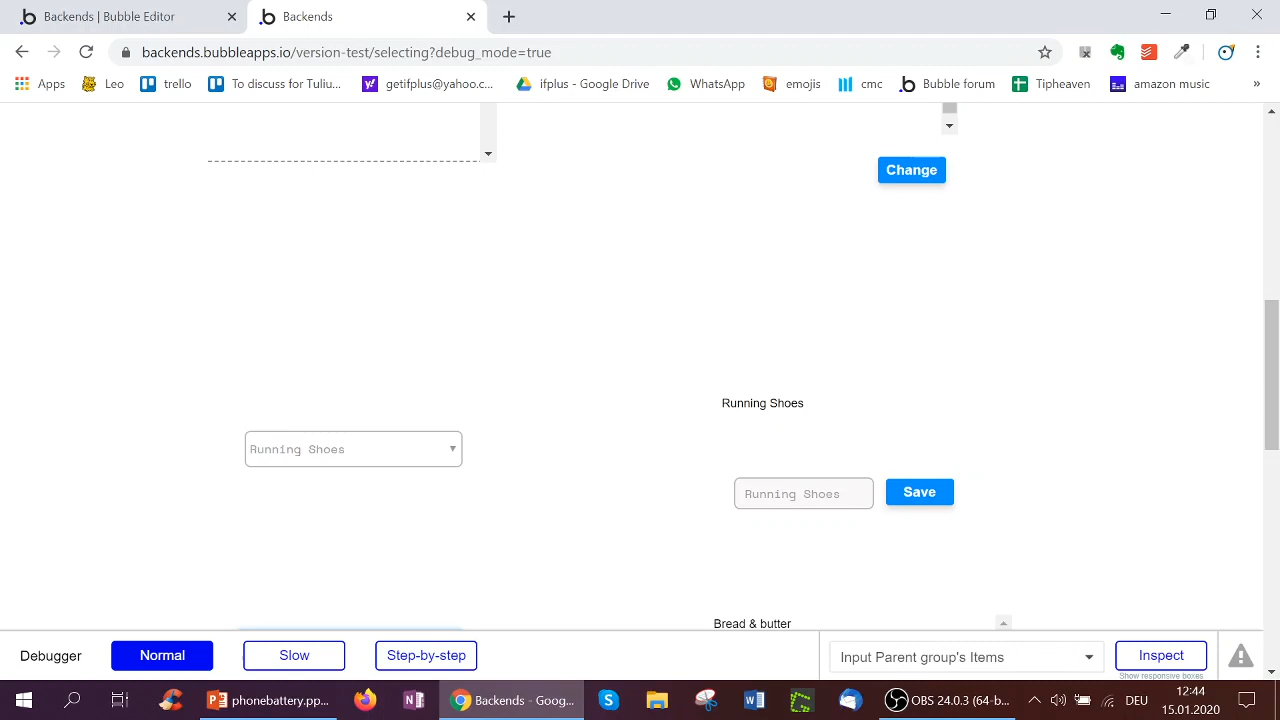 Backends | Bubble Editor
Backends
backends.bubbleapps.io/version-test/selecting?debug_mode=true
Apps Leo trello To discuss for Tuliu... getifplus@yahoo.c... ifplus - Google Drive WhatsApp emojis cmc Bubble forum Tipheaven amazon music »
Change
Running Shoes
Running Shoes
Running Shoes Save
Bread & butter
Debugger Normal Slow Step-by-step Input Parent group's Items Inspect
Show responsive boxes
phonebattery.pp... Backends - Goog... OBS 24.0.3 (64-b... DEU 12:44
15.01.2020